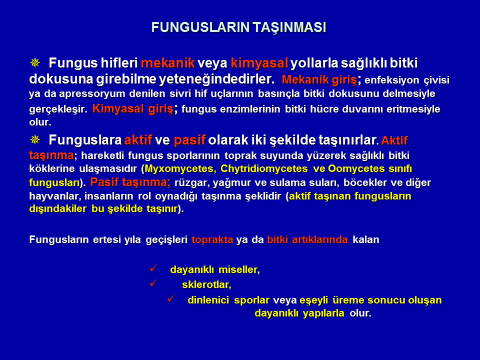 FUNGUSLARIN TAŞINMASI
Fungus hifleri mekanik veya kimyasal yollarla sağlıklı bitki
dokusuna girebilme yeteneğindedirler. Mekanik giriş; enfeksiyon çivisi
ya da apressoryum denilen sivri hif uçlarının basınçla bitki dokusunu delmesiyle
gerçekleşir. Kimyasal giriş; fungus enzimlerinin bitki hücre duvarını eritmesiyle
olur.
Funguslara aktif ve pasif olarak iki şekilde taşınırlar. Aktif
taşınma; hareketli fungus sporlarının toprak suyunda yüzerek sağlıklı bitki
köklerine ulaşmasıdır (Myxomycetes, Chytridiomycetes ve Oomycetes sınıfı
fungusları). Pasif taşınma; rüzgar, yağmur ve sulama suları, böcekler ve diğer
hayvanlar, insanların rol oynadığı taşınma şeklidir (aktif taşınan fungusların
dışındakiler bu şekilde taşınır).
Fungusların ertesi yıla geçişleri toprakta ya da bitki artıklarında kalan
✓ dayanıklı miseller,
✓ sklerotlar,
✓ dinlenici sporlar veya eşeyli üreme sonucu oluşan
dayanıklı yapılarla olur.